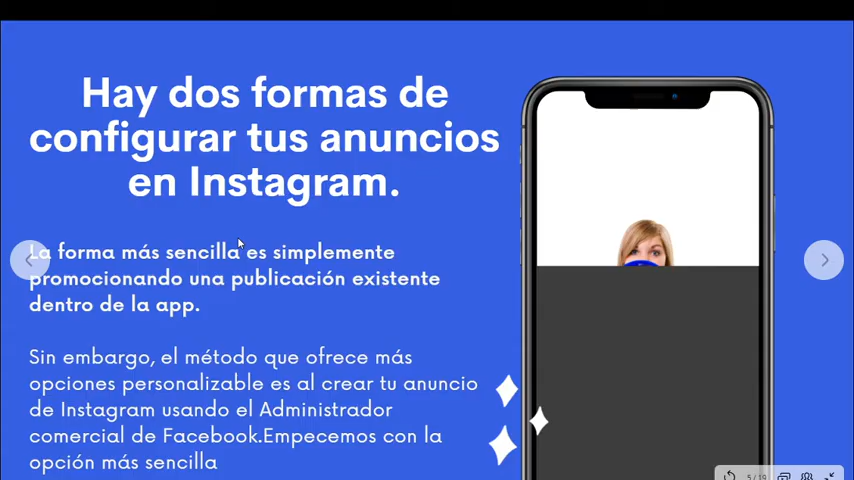 Hay dos formas de
configurar tus anuncios
en Instagram.
La forma más sencilla es simplemente
promocionando una publicación existente
dentro de la app.
Sin embargo, el método que ofrece más
opciones personalizable es al crear tu anuncio
de Instagram usando el Administrador
comercial de Facebook.Empecemos con la
opción más sencilla
5 / 19